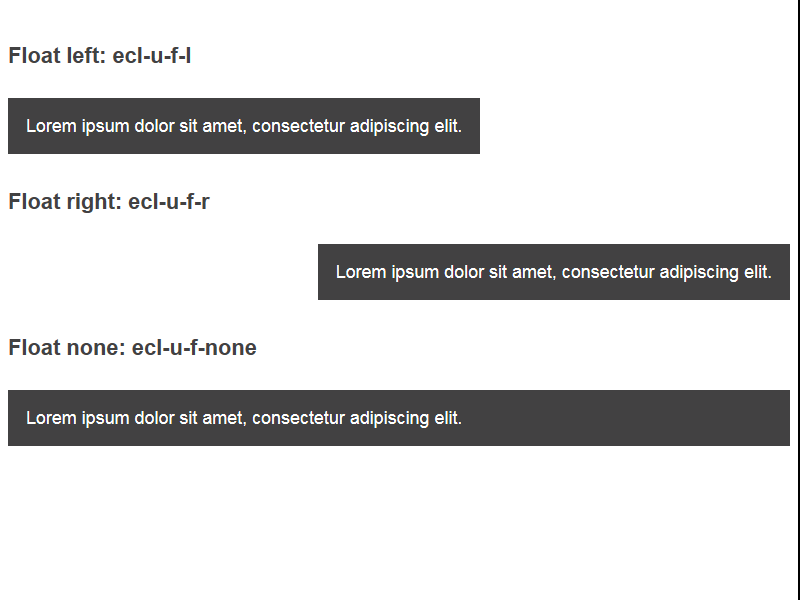 Float left: ecl-u-f-l
Lorem ipsum dolor sit amet, consectetur adipiscing elit.
Float right: ecl-u-f-r
Lorem ipsum dolor sit amet, consectetur adipiscing elit.
Float none: ecl-u-f-none
Lorem ipsum dolor sit amet, consectetur adipiscing elit.